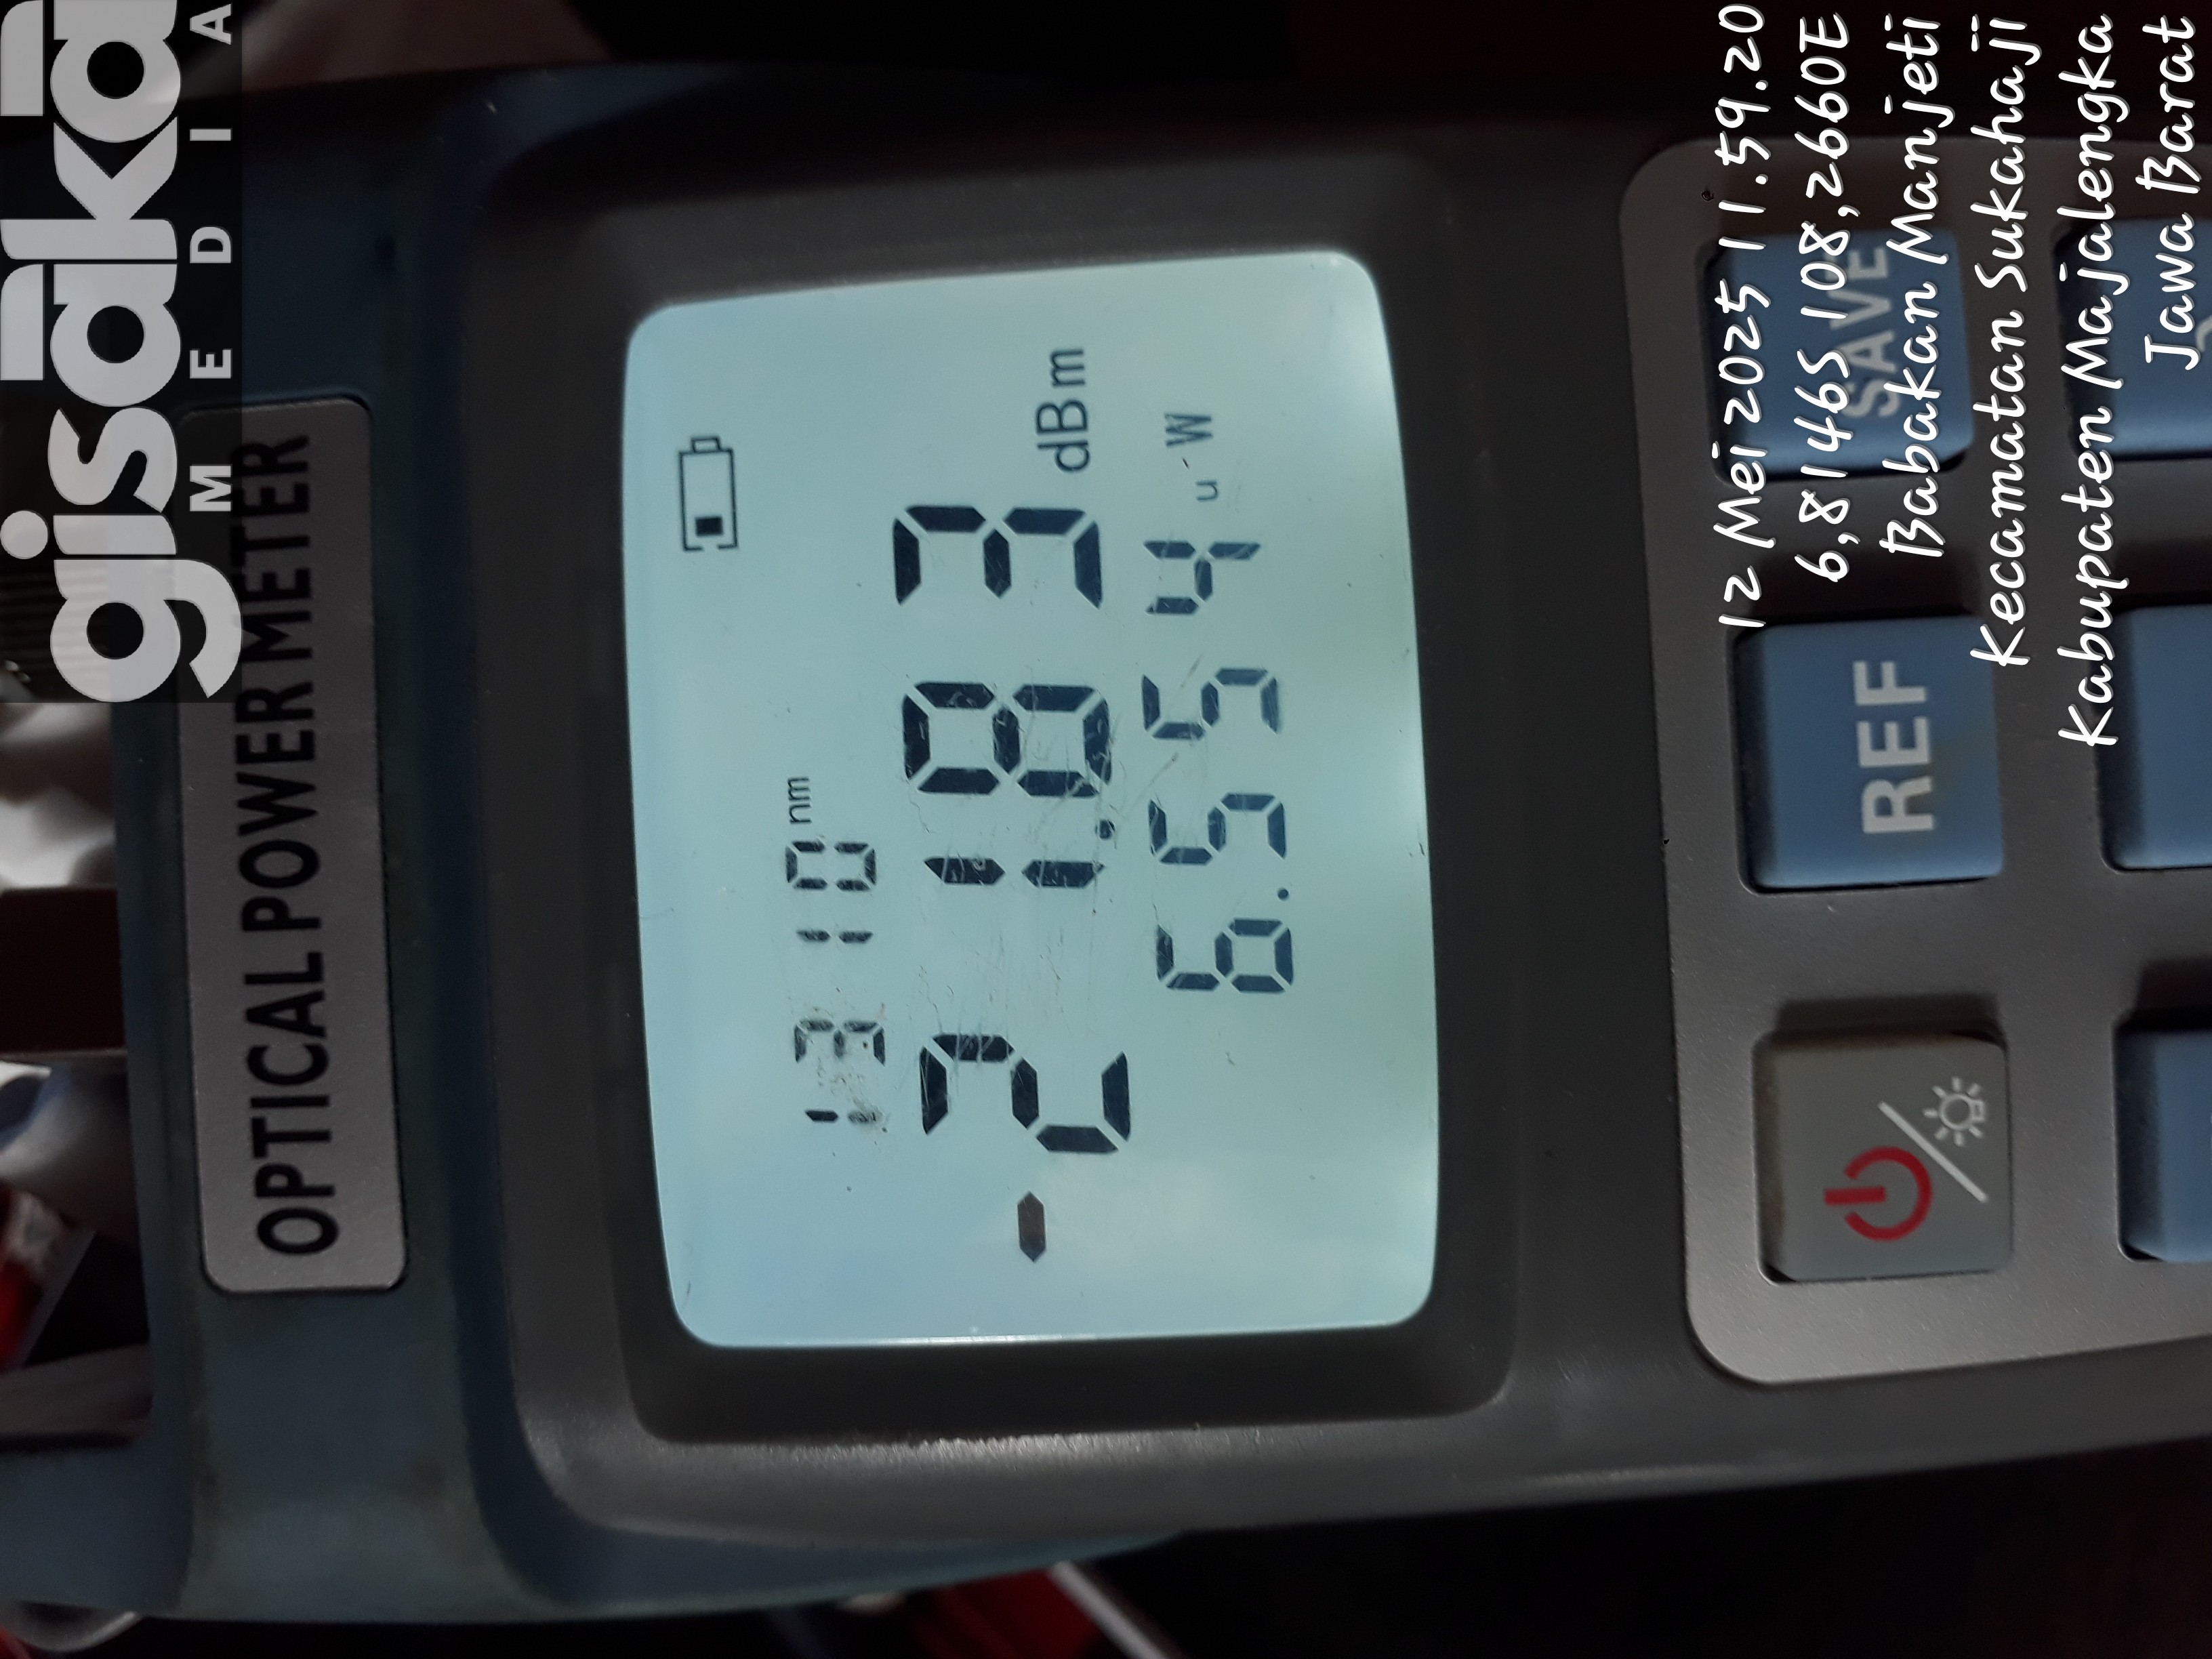 gisākā
MEDIA
OPTICAL POWER METER
1310 nm
-21.83 dBm
6.554 uW
REF
SAVE
12 Mei 2025 11.59.20
6,8146S 108,2660E
Babakan Manjeti
Kecamatan Sukahaji
Kabupaten Majalengka
Jawa Barat